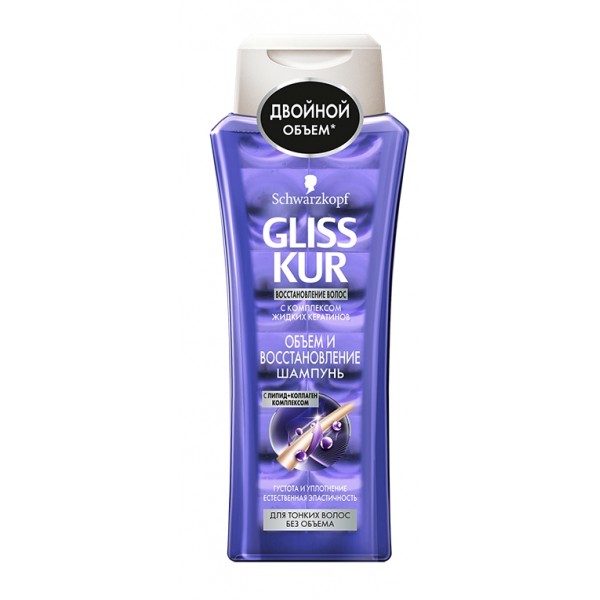 ДВОЙНОЙ
ОБЪЕМ*
Schwarzkopf
GLISS
KUR
ВОССТАНОВЛЕНИЕ ВОЛОС
С КОМПЛЕКСОМ
ЖИДКИХ КЕРАТИНОВ
ОБЪЕМ И
ВОССТАНОВЛЕНИЕ
ШАМПУНЬ
С ЛИПИД+КОЛЛАГЕН
КОМПЛЕКСОМ
ГУСТОТА И УПЛОТНЕНИЕ
ЕСТЕСТВЕННАЯ ЭЛАСТИЧНОСТЬ
ДЛЯ ТОНКИХ ВОЛОС
БЕЗ ОБЪЕМА